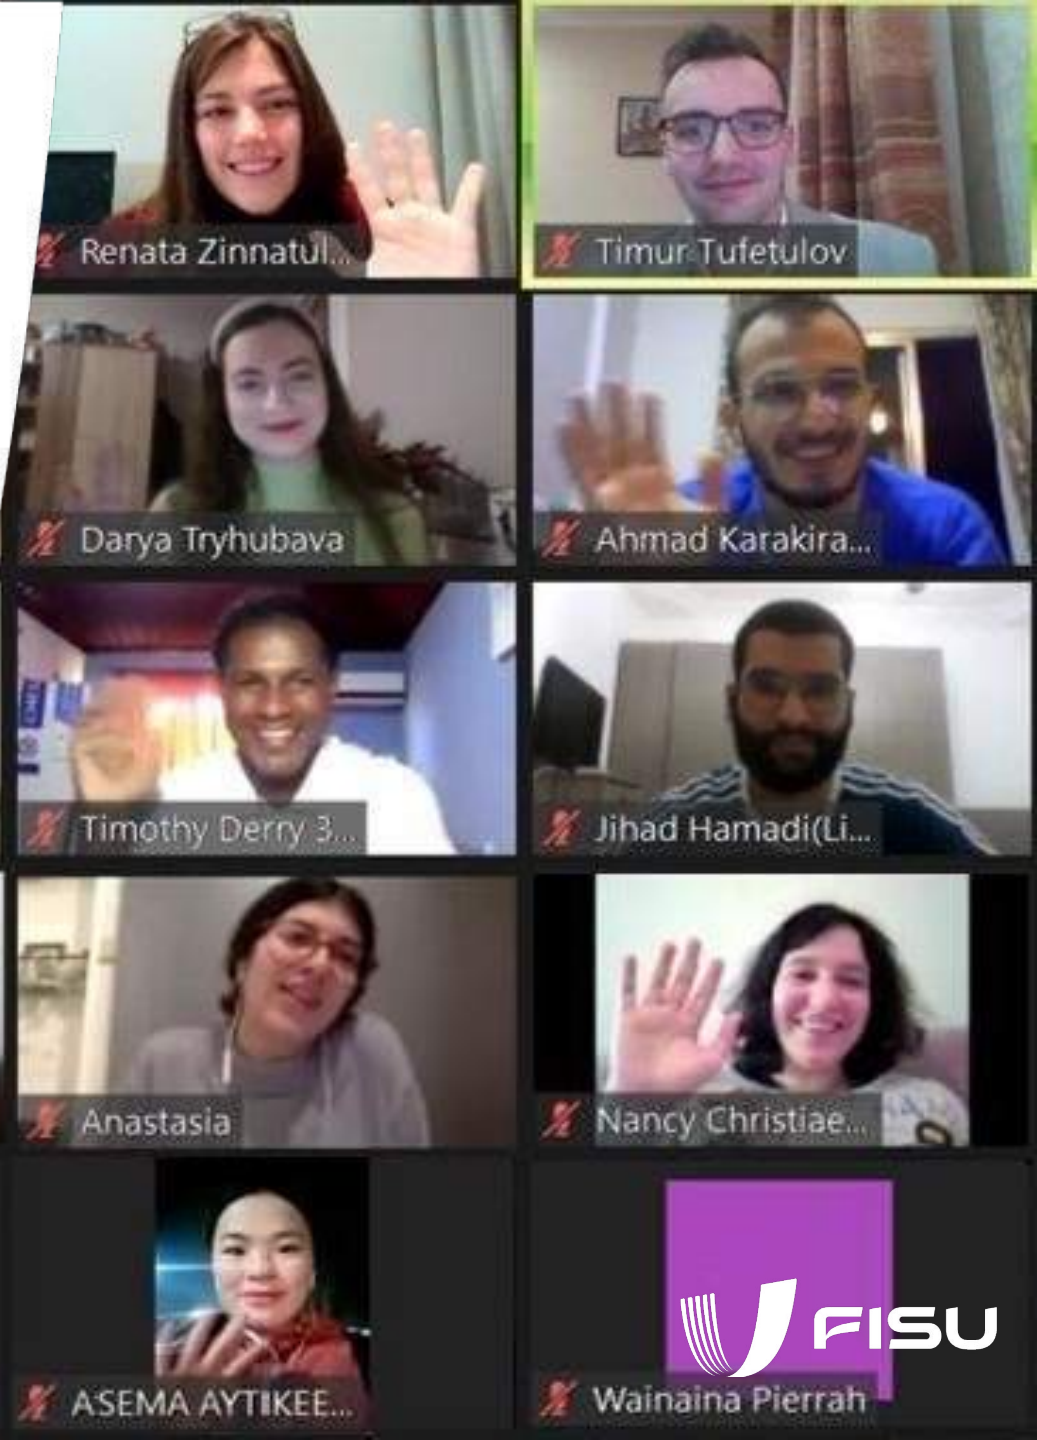 Renata Zinnatul...
Timur Tufetulov
Darya Tryhubava
Ahmad Karakira...
Timothy Derry 3...
Jihad Hamadi(Li...
Anastasia
Nancy Christiae...
ASEMA AYTIKEE...
Wainaina Pierrah
FISU